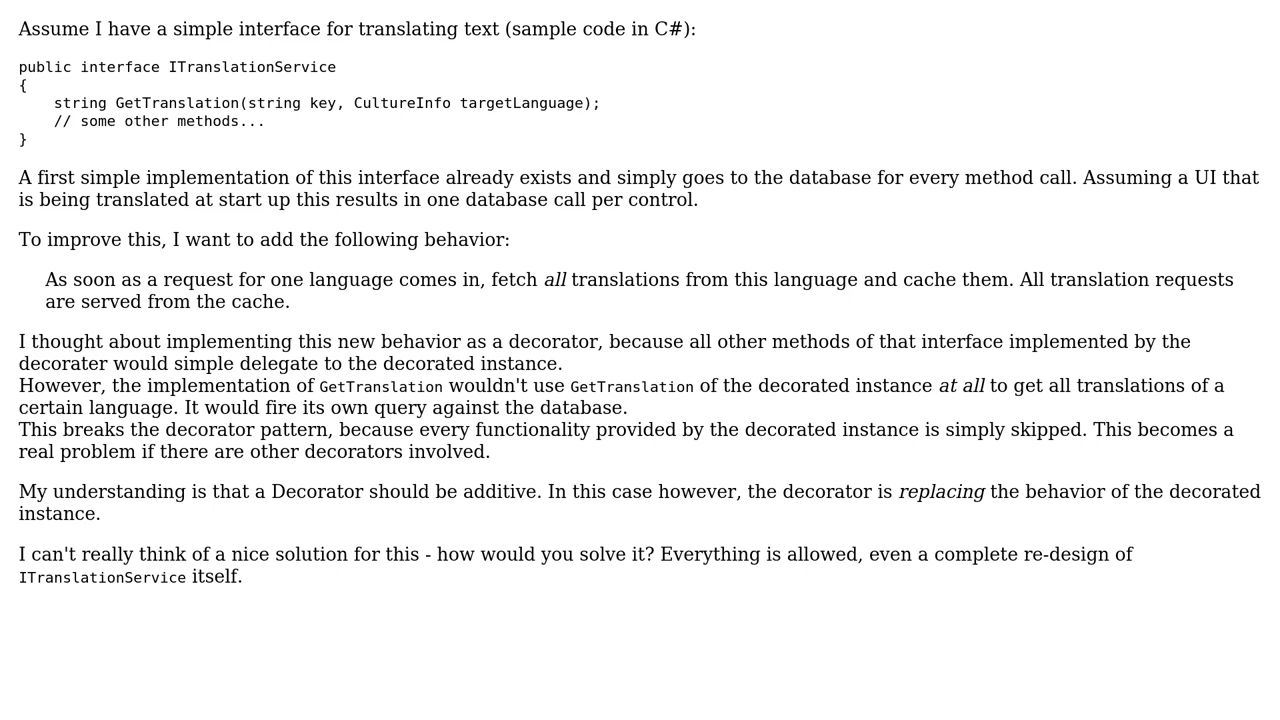 Assume I have a simple interface for translating text (sample code in C#):
public interface ITranslationService
{
    string GetTranslation(string key, CultureInfo targetLanguage);
    // some other methods...
}
A first simple implementation of this interface already exists and simply goes to the database for every method call. Assuming a UI that
is being translated at start up this results in one database call per control.
To improve this, I want to add the following behavior:
As soon as a request for one language comes in, fetch all translations from this language and cache them. All translation requests
are served from the cache.
I thought about implementing this new behavior as a decorator, because all other methods of that interface implemented by the
decorater would simple delegate to the decorated instance.
However, the implementation of GetTranslation wouldn't use GetTranslation of the decorated instance at all to get all translations of a
certain language. It would fire its own query against the database.
This breaks the decorator pattern, because every functionality provided by the decorated instance is simply skipped. This becomes a
real problem if there are other decorators involved.
My understanding is that a Decorator should be additive. In this case however, the decorator is replacing the behavior of the decorated
instance.
I can't really think of a nice solution for this - how would you solve it? Everything is allowed, even a complete re-design of
ITranslationService itself.